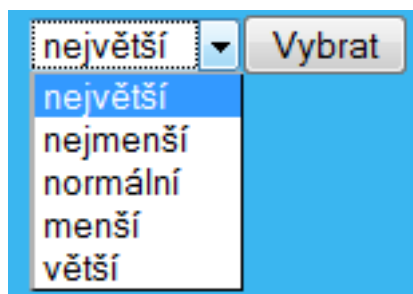 největší Vybrat
největší
nejmenší
normální
menší
větší